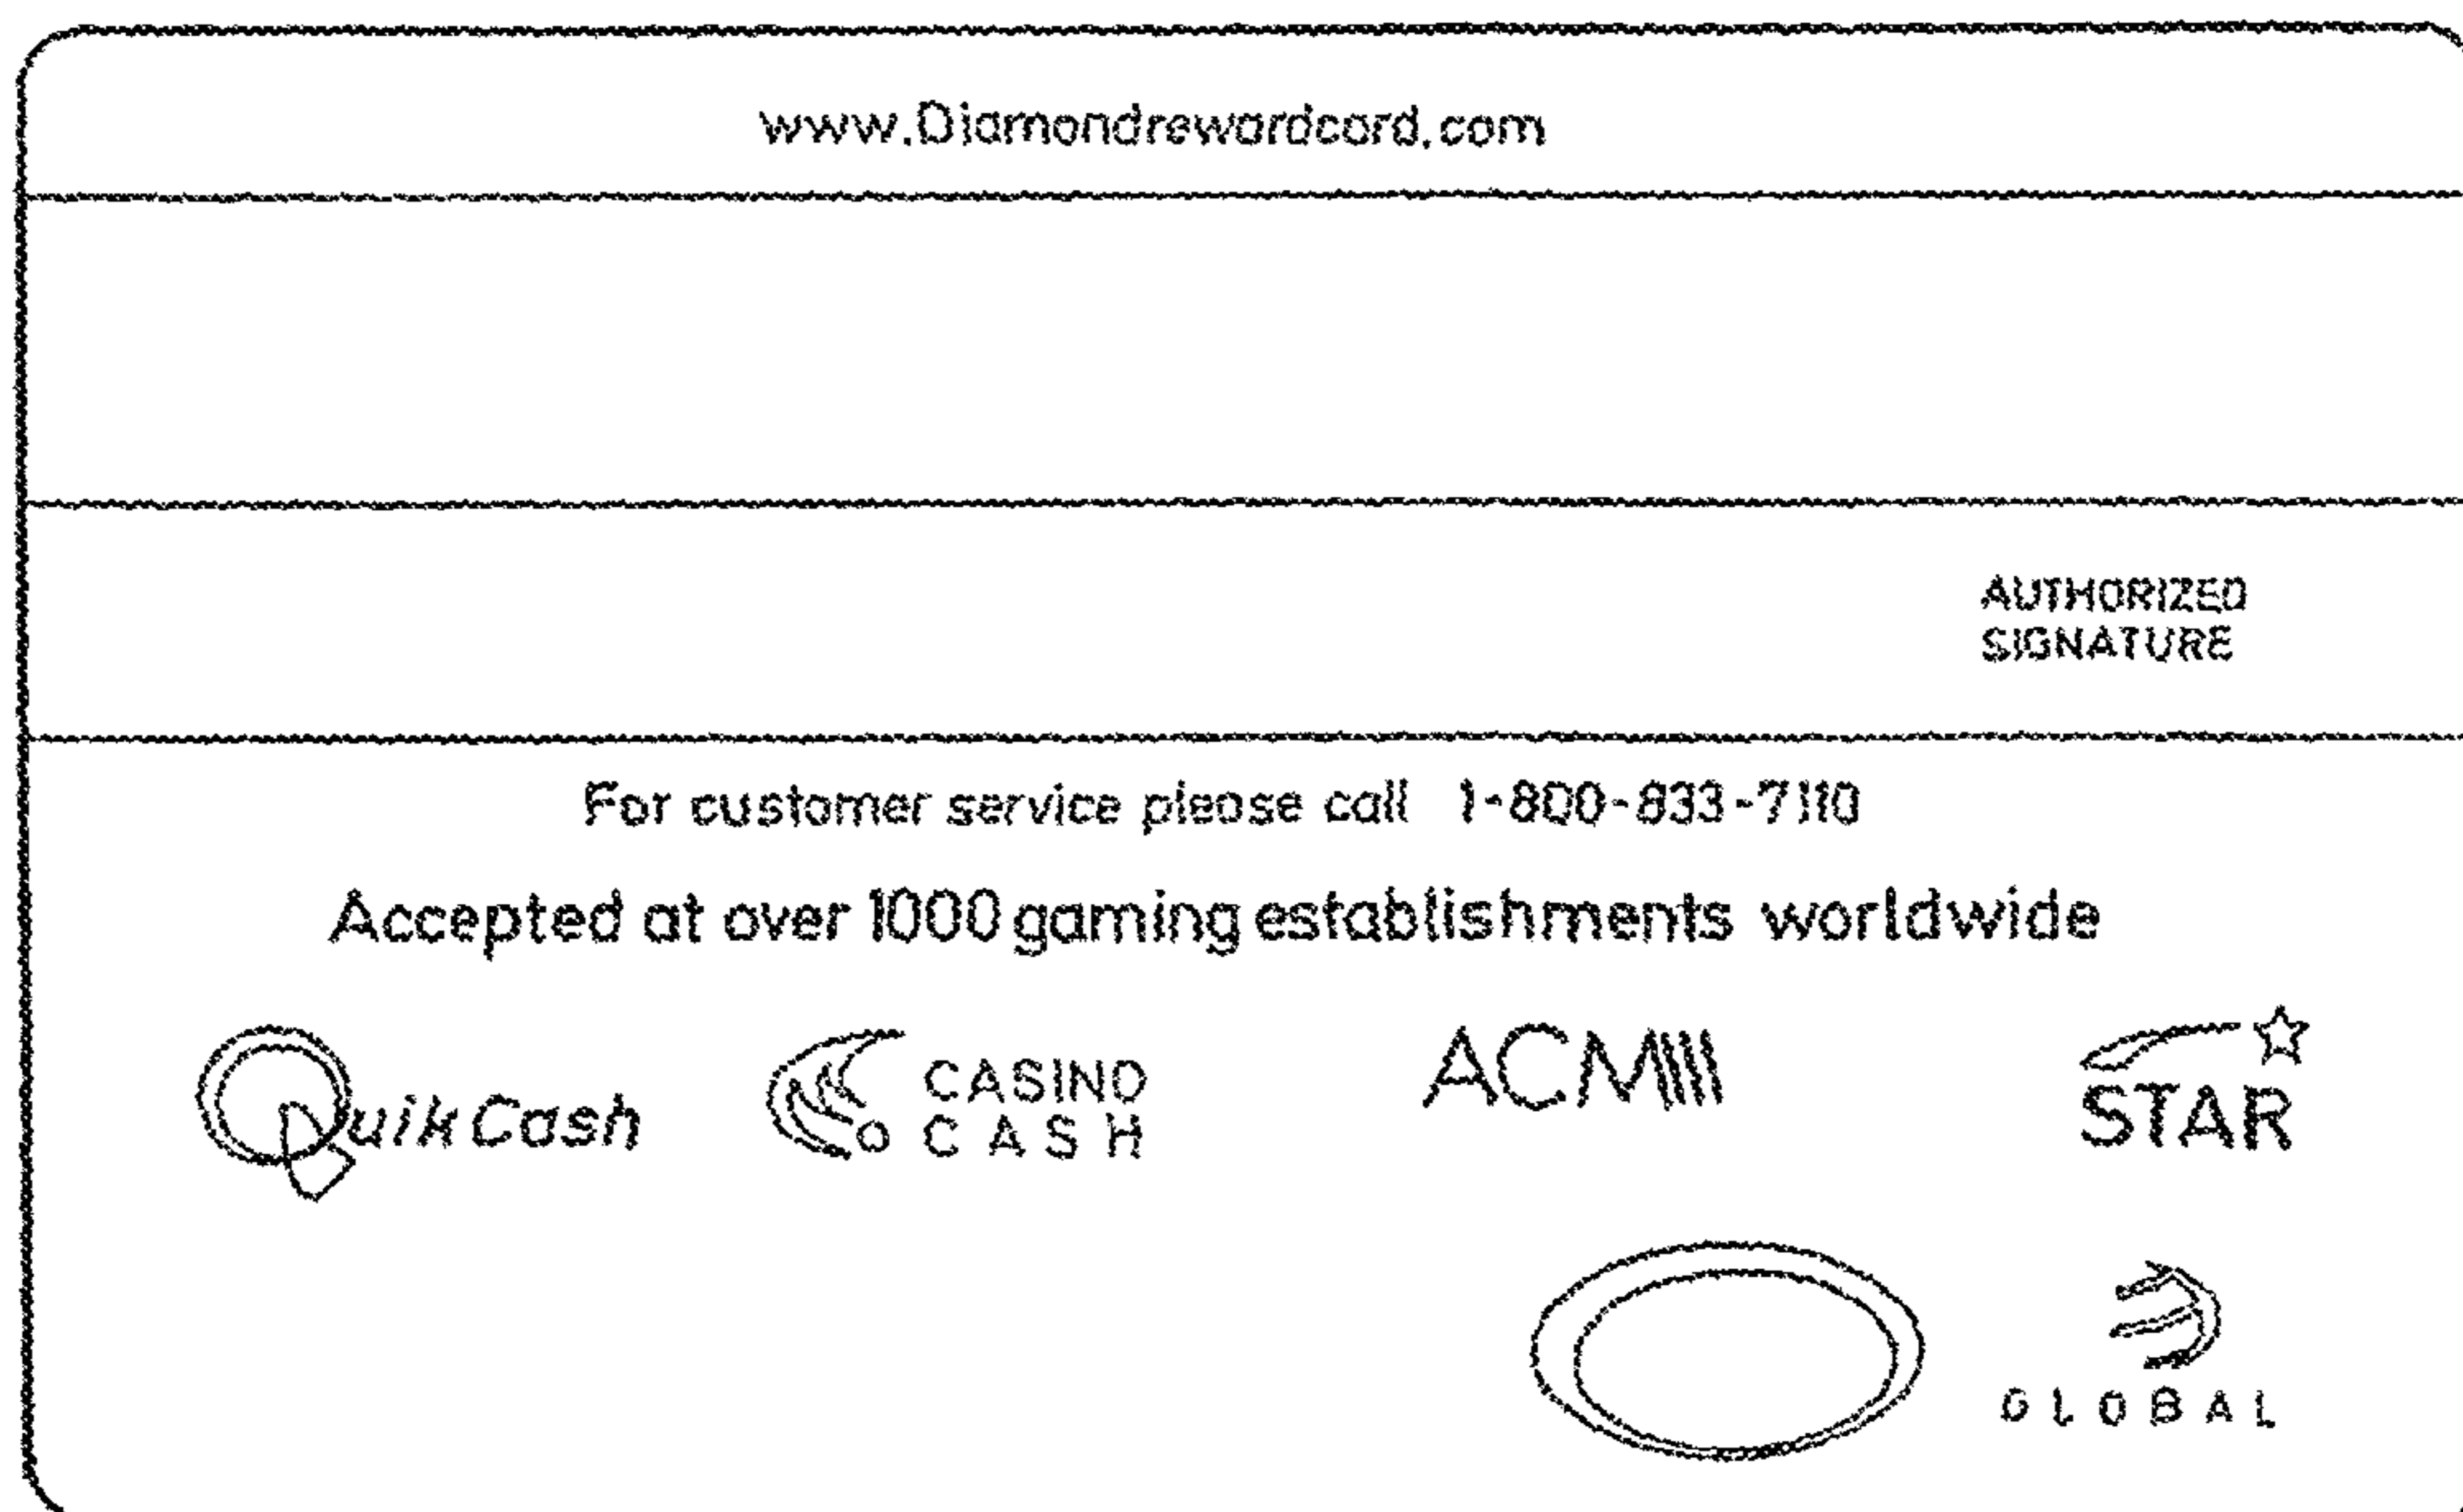 www.Diamondrewardcard.com
AUTHORIZED
SIGNATURE
For customer service please call 1-800-833-7110
Accepted at over 1000 gaming establishments worldwide
QuikCash
CASINO
CASH
ACM
STAR
GLOBAL